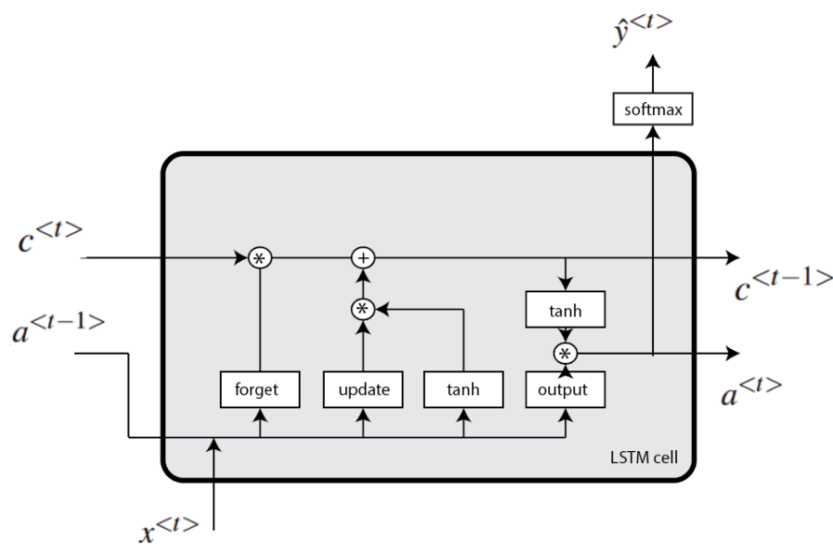 ŷ^{<t>}
softmax
c^{<t>}
*
+
c^{<t-1>}
*
tanh
a^{<t-1>}
*
forget
update
tanh
output
a^{<t>}
LSTM cell
x^{<t>}